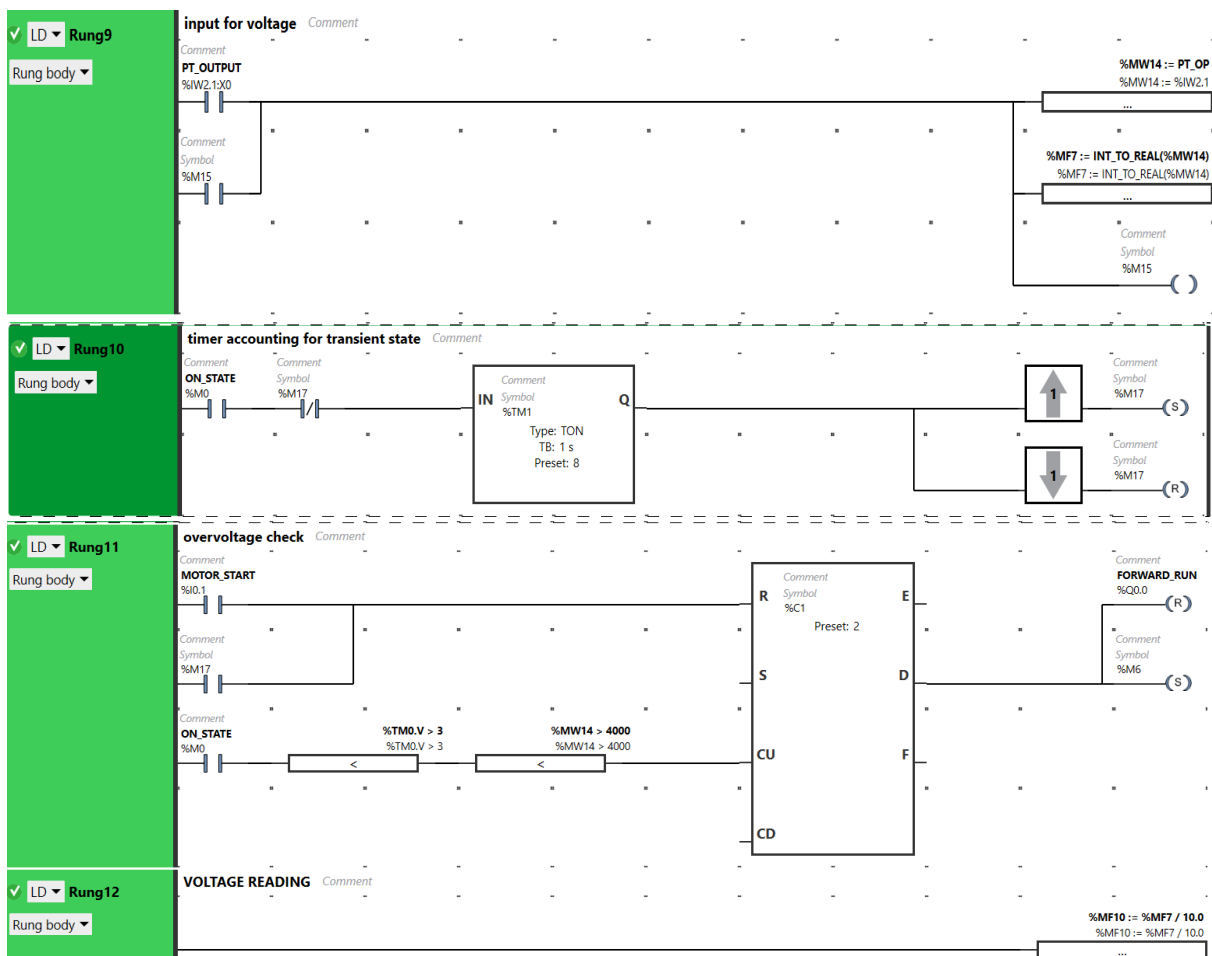 LD Rung9
Rung body
input for voltage Comment
Comment
PT_OUTPUT
%IW2.1:X0
%MW14 := PT_OP
%MW14 := %IW2.1
...
Comment
Symbol
%M15
%MF7 := INT_TO_REAL(%MW14)
%MF7 := INT_TO_REAL(%MW14)
...
Comment
Symbol
%M15
LD Rung10
Rung body
timer accounting for transient state Comment
Comment
ON_STATE
%M0
Comment
Symbol
%M17
IN
Comment
Symbol
%TM1
Q
Type: TON
TB: 1 s
Preset: 8
1
Comment
Symbol
%M17
S
1
Comment
Symbol
%M17
R
LD Rung11
Rung body
overvoltage check Comment
Comment
MOTOR_START
%I0.1
Comment
Symbol
%M17
Comment
ON_STATE
%M0
%TM0.V > 3
%TM0.V > 3
<
%MW14 > 4000
%MW14 > 4000
<
Comment
Symbol
%C1
Preset: 2
R E
S D
CU F
CD
Comment
FORWARD_RUN
%Q0.0
R
Comment
Symbol
%M6
S
LD Rung12
Rung body
VOLTAGE READING Comment
%MF10 := %MF7 / 10.0
%MF10 := %MF7 / 10.0
...